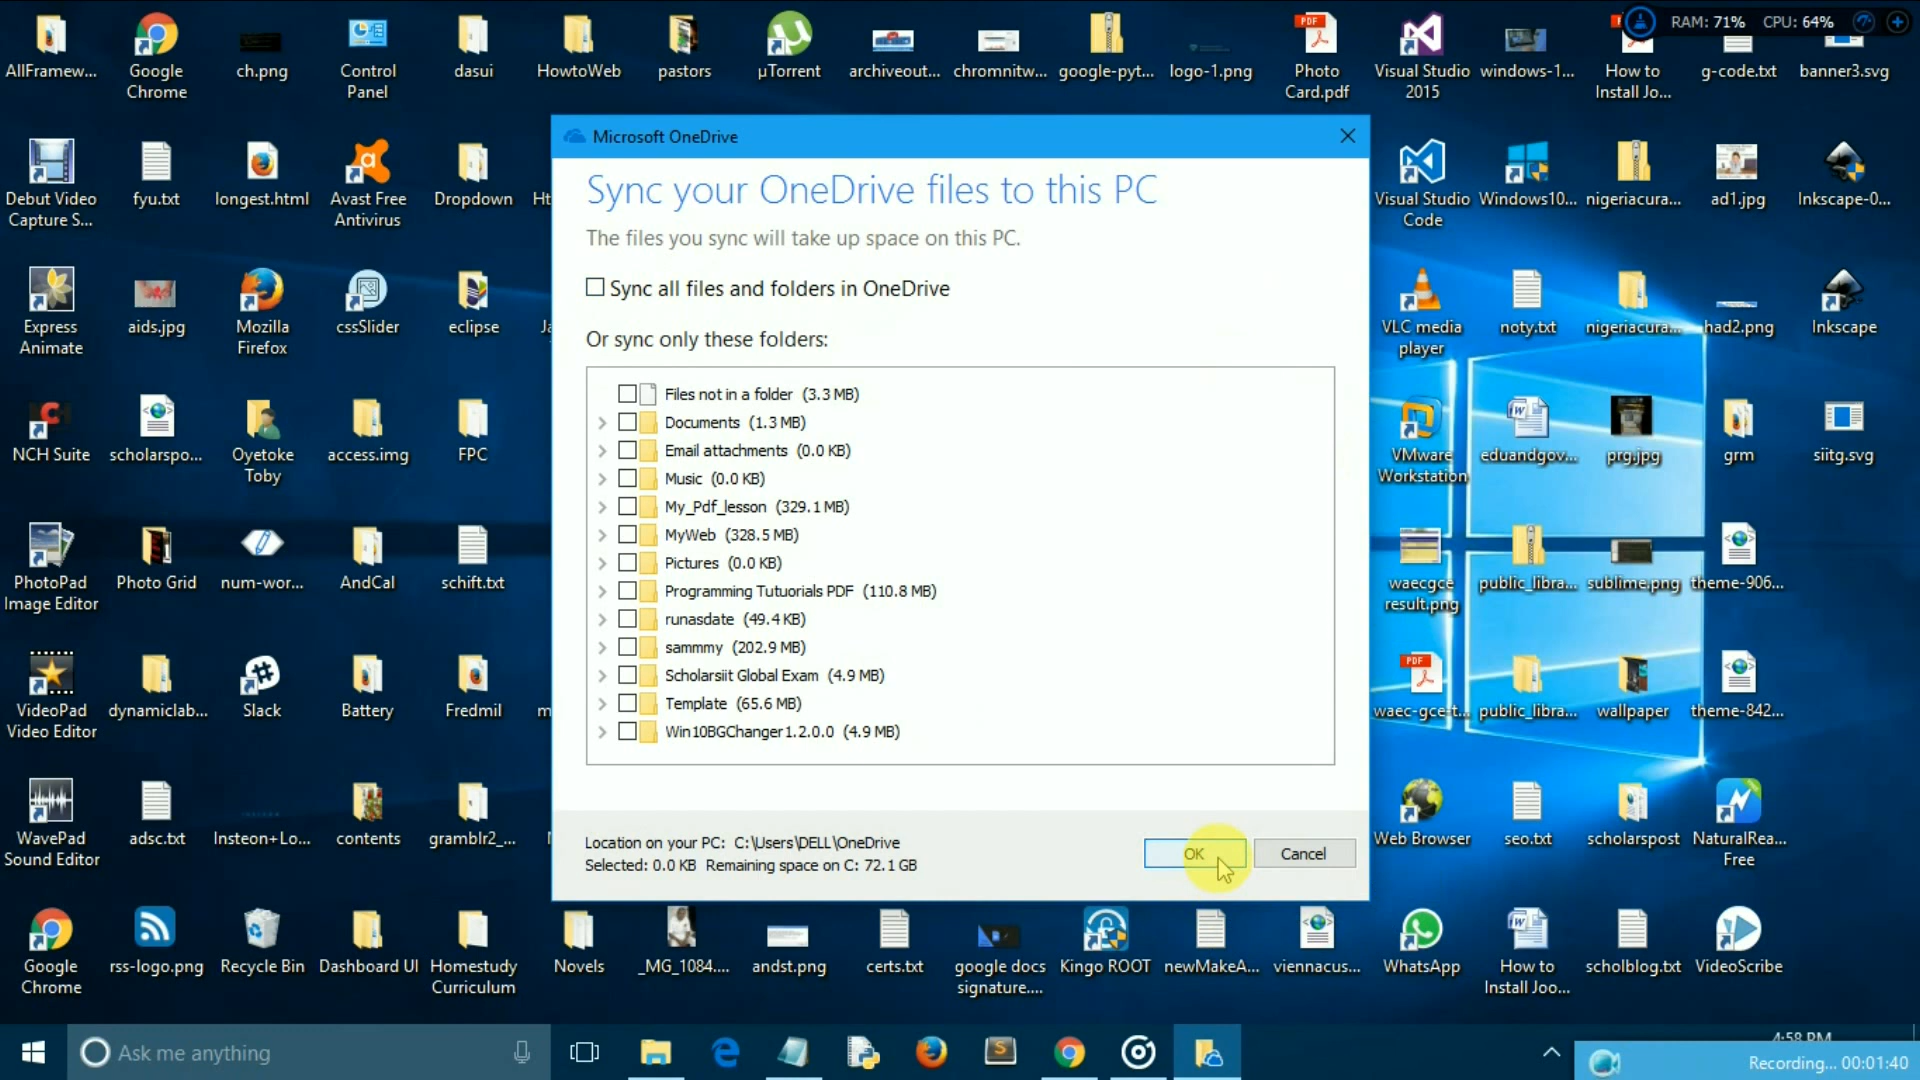 RAM: 71% CPU: 64%
AllFramew...
Google
Chrome
ch.png
Control
Panel
dasui
HowtoWeb
pastors
µTorrent
archiveout...
chromnitw...
google-pyt...
logo-1.png
Photo
Card.pdf
Visual Studio
2015
windows-1...
How to
Install Jo...
g-code.txt
banner3.svg
Microsoft OneDrive
Sync your OneDrive files to this PC
The files you sync will take up space on this PC.
Sync all files and folders in OneDrive
Or sync only these folders:
Files not in a folder (3.3 MB)
Documents (1.3 MB)
Email attachments (0.0 KB)
Music (0.0 KB)
My_Pdf_lesson (329.1 MB)
MyWeb (328.5 MB)
Pictures (0.0 KB)
Programming Tutuorials PDF (110.8 MB)
runasdate (49.4 KB)
sammmy (202.9 MB)
Scholarsiit Global Exam (4.9 MB)
Template (65.6 MB)
Win10BGChanger1.2.0.0 (4.9 MB)
Location on your PC: C:\Users\DELL\OneDrive
Selected: 0.0 KB Remaining space on C: 72.1 GB
OK
Cancel
Debut Video
Capture S...
fyu.txt
longest.html
Avast Free
Antivirus
Dropdown
Ht
Visual Studio
Code
Windows10...
nigeriacura...
ad1.jpg
Inkscape-0...
Express
Animate
aids.jpg
Mozilla
Firefox
cssSlider
eclipse
Ja
VLC media
player
noty.txt
nigeriacura...
had2.png
Inkscape
NCH Suite
scholarspo...
Oyetoke
Toby
access.img
FPC
VMware
Workstation
eduandgov...
prg.jpg
grm
siitg.svg
PhotoPad
Image Editor
Photo Grid
num-wor...
AndCal
schift.txt
waecgce
result.png
public_libra...
sublime.png
theme-906...
VideoPad
Video Editor
dynamiclab...
Slack
Battery
Fredmil
m
PDF
waec-gce-t...
public_libra...
wallpaper
theme-842...
WavePad
Sound Editor
adsc.txt
Insteon+Lo...
contents
gramblr2_...
Web Browser
seo.txt
scholarspost
NaturalRea...
Free
Google
Chrome
rss-logo.png
Recycle Bin
Dashboard UI
Homestudy
Curriculum
Novels
_MG_1084....
andst.png
certs.txt
google docs
signature....
Kingo ROOT
newMakeA...
viennacus...
WhatsApp
How to
Install Joo...
scholblog.txt
VideoScribe
Ask me anything
4:58 PM
Recording... 00:01:40